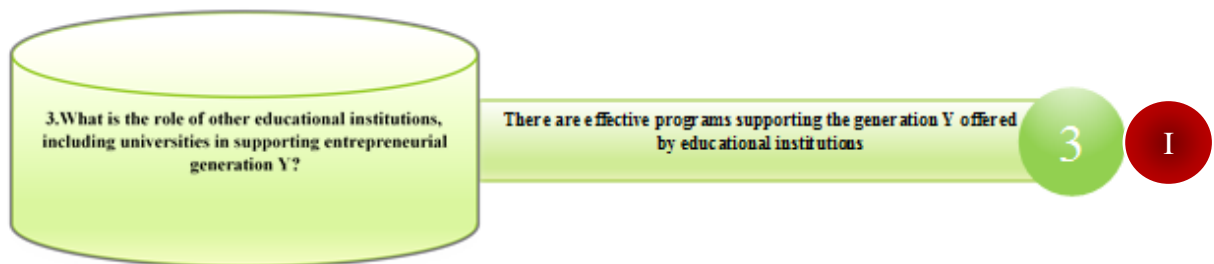 3.What is the role of other educational institutions,
including universities in supporting entrepreneurial
generation Y?
There are effective programs supporting the generation Y offered
by educational institutions
3
I